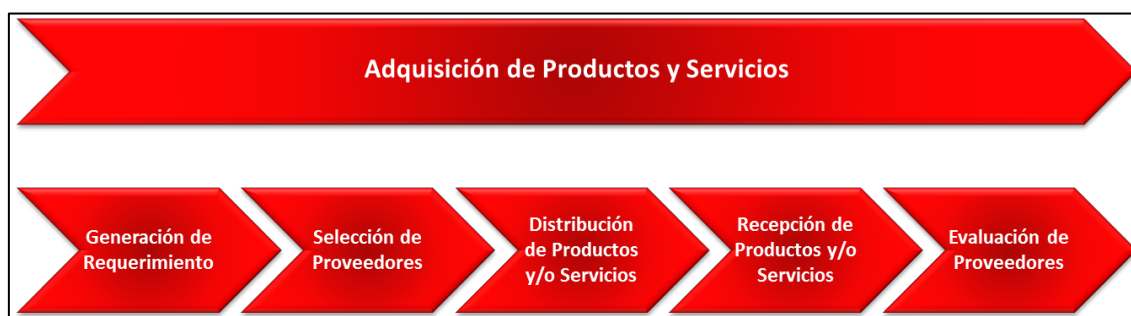 Adquisición de Productos y Servicios
Generación de
Requerimiento
Selección de
Proveedores
Distribución
de Productos
y/o Servicios
Recepción de
Productos y/o
Servicios
Evaluación de
Proveedores